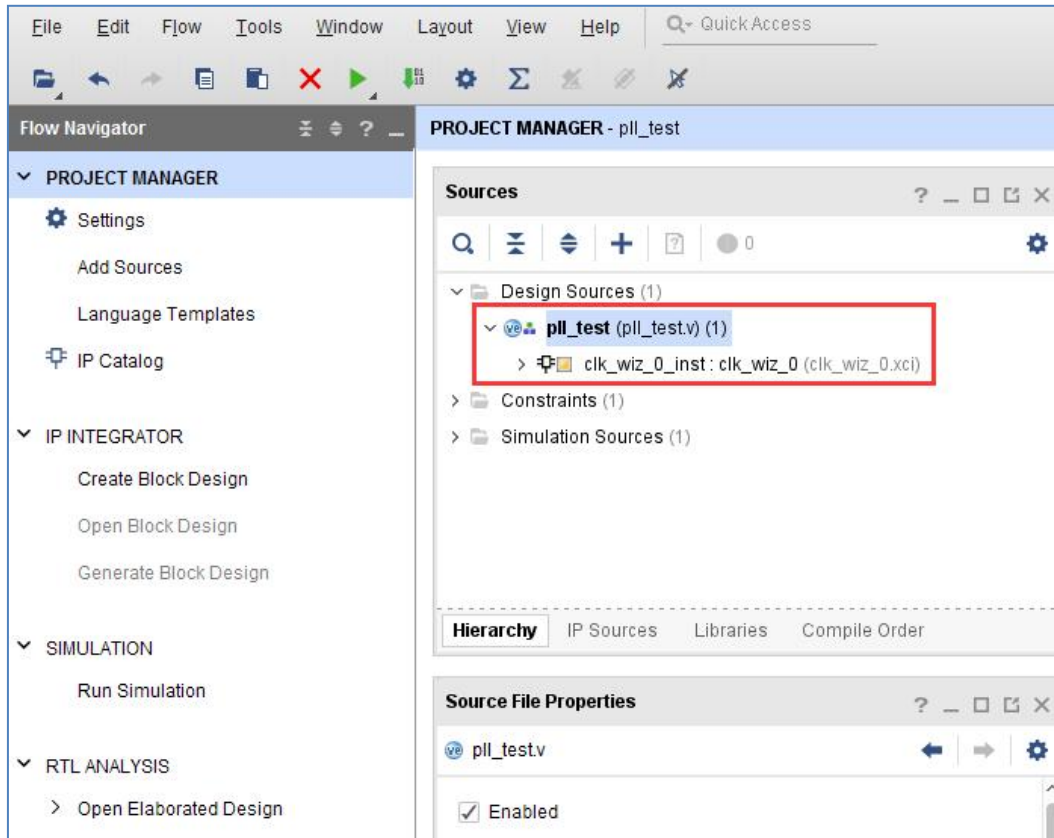 File Edit Flow Tools Window Layout View Help Quick Access
Flow Navigator
PROJECT MANAGER
Settings
Add Sources
Language Templates
IP Catalog
IP INTEGRATOR
Create Block Design
Open Block Design
Generate Block Design
SIMULATION
Run Simulation
RTL ANALYSIS
Open Elaborated Design
PROJECT MANAGER - pll_test
Sources
0
Design Sources (1)
pll_test (pll_test.v) (1)
clk_wiz_0_inst : clk_wiz_0 (clk_wiz_0.xci)
Constraints (1)
Simulation Sources (1)
Hierarchy IP Sources Libraries Compile Order
Source File Properties
pll_test.v
Enabled